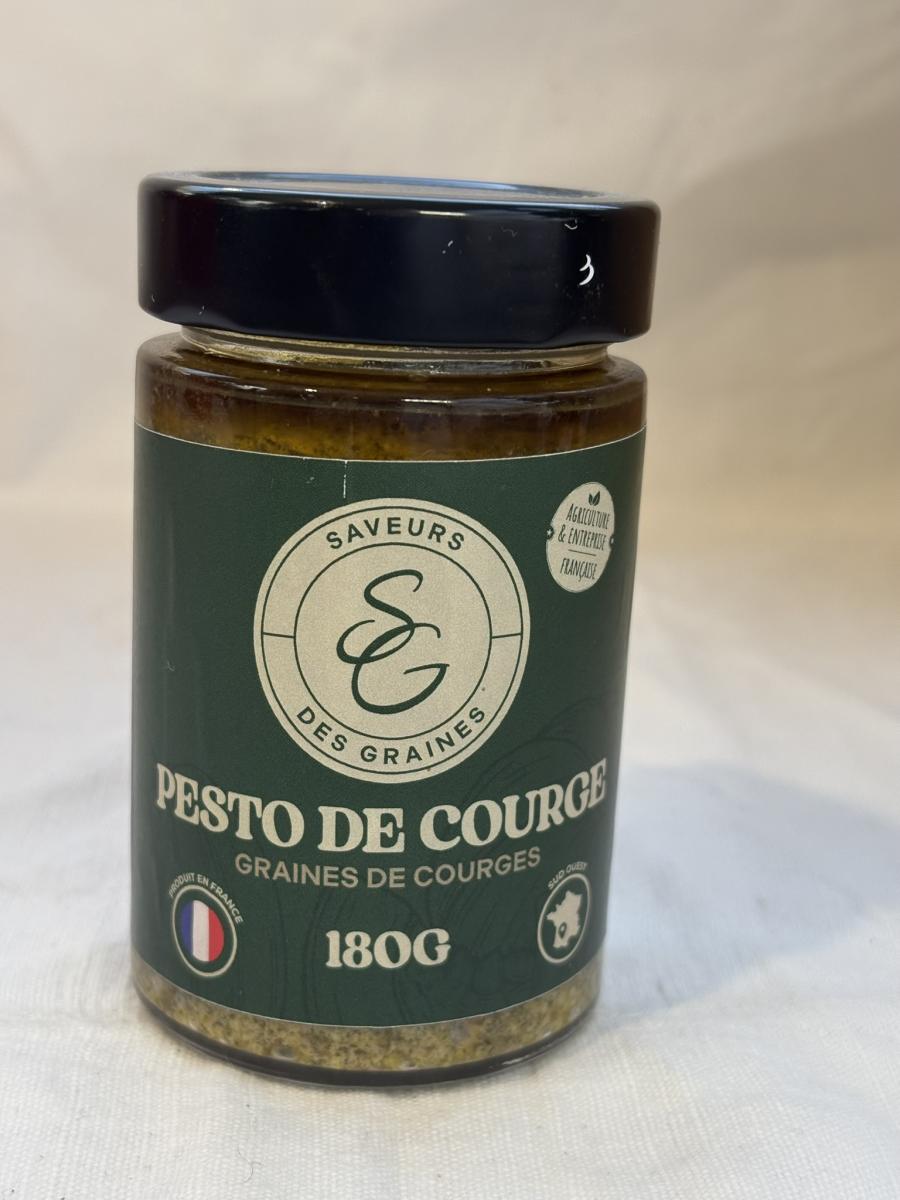 SAVEURS
SG
DES GRAINES
AGRICULTURE
& ENTREPRISE
FRANÇAISE
PESTO DE COURGE
GRAINES DE COURGES
PRODUIT EN FRANCE
180G
SUD OUEST